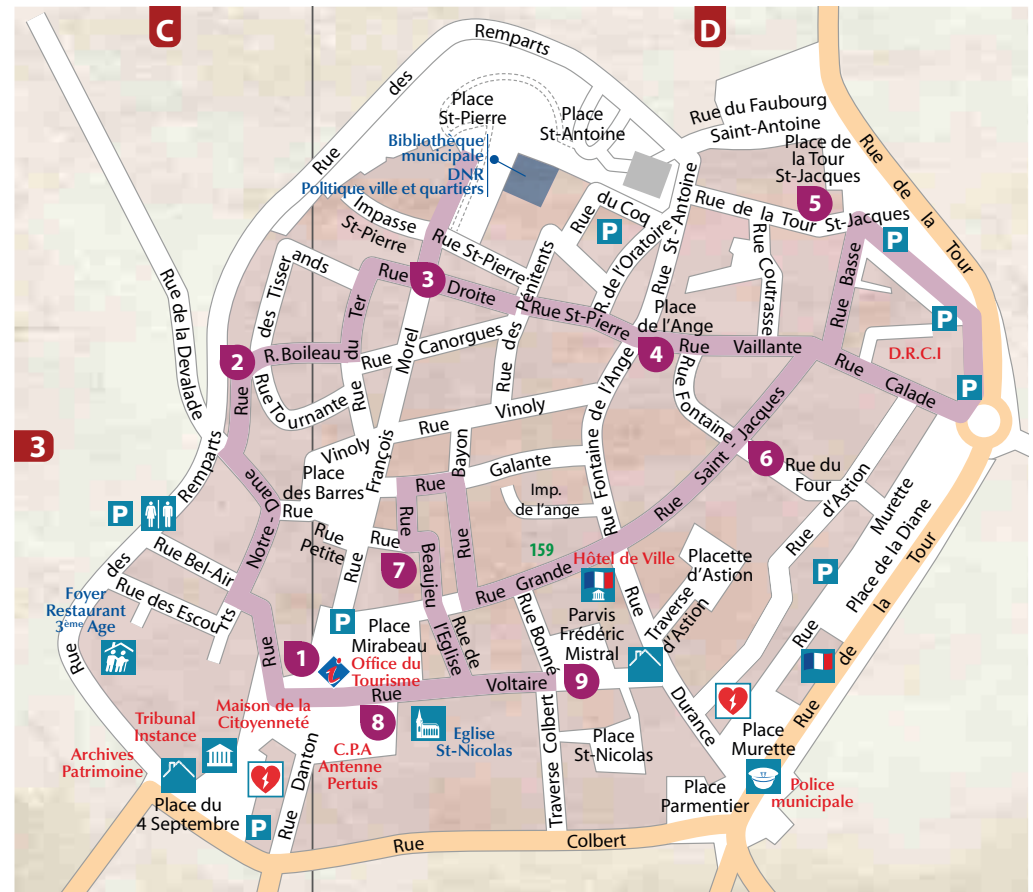 C
D
3
Remparts
des
Rue
Place
St-Pierre
Place
St-Antoine
Rue du Faubourg
Saint-Antoine
Place de
la Tour
St-Jacques
5
Rue de la Tour
Bibliothèque
municipale
DNR
Politique ville et quartiers
Impasse
St-Pierre
Rue St-Pierre
Rue
du Coq
P
R. de l'Oratoire
Rue St - Antoine
Rue de la Tour St-Jacques
P
Rue Coutrasse
Rue Basse
Rue de la Devalade
des Tisser
ands
Rue
3
Droite
Pénitents
Rue des
Rue St-Pierre
Place
de l'Ange
4
Rue Vaillante
P
D.R.C.I
P
Rue Calade
2
R. Boileau
Rue du Ter
Rue Canorgues
Rue
Rue To
urnante
Rue François Morel
Rue Vinoly
Vinoly
Rue Fontaine de l'Ange
Rue Fontaine
6
Rue du
Four
Rue d'Astion
Murette
Place de la Diane
Rue
Rue de la Tour
Place
des Barres
Rue
Rue
Petite
Rue
7
Rue
Bayon
Galante
Imp.
de l'ange
Rue
Beaujeu
Rue
159
Rue Grande
Rue Saint - Jacques
Hôtel de Ville
Placette
d'Astion
P
Remparts
des
Rue
P
Notre - Dame
Rue Bel-Air
Rue des Escou
rts
Foyer
Restaurant
3ème Age
P
Place
Mirabeau
Rue de
l'Eglise
Rue Bonné
Parvis
Frédéric
Mistral
Traverse
d'Astion
Rue
Durance
1
i
Office du
Tourisme
Rue
Rue Voltaire
9
8
Maison de la
Citoyenneté
Tribunal
Instance
Archives
Patrimoine
C.P.A
Antenne
Pertuis
Eglise
St-Nicolas
Traverse Colbert
Place
St-Nicolas
Place
Murette
Place
Parmentier
Police
municipale
Place du
4 Septembre
P
Rue Danton
Rue Colbert